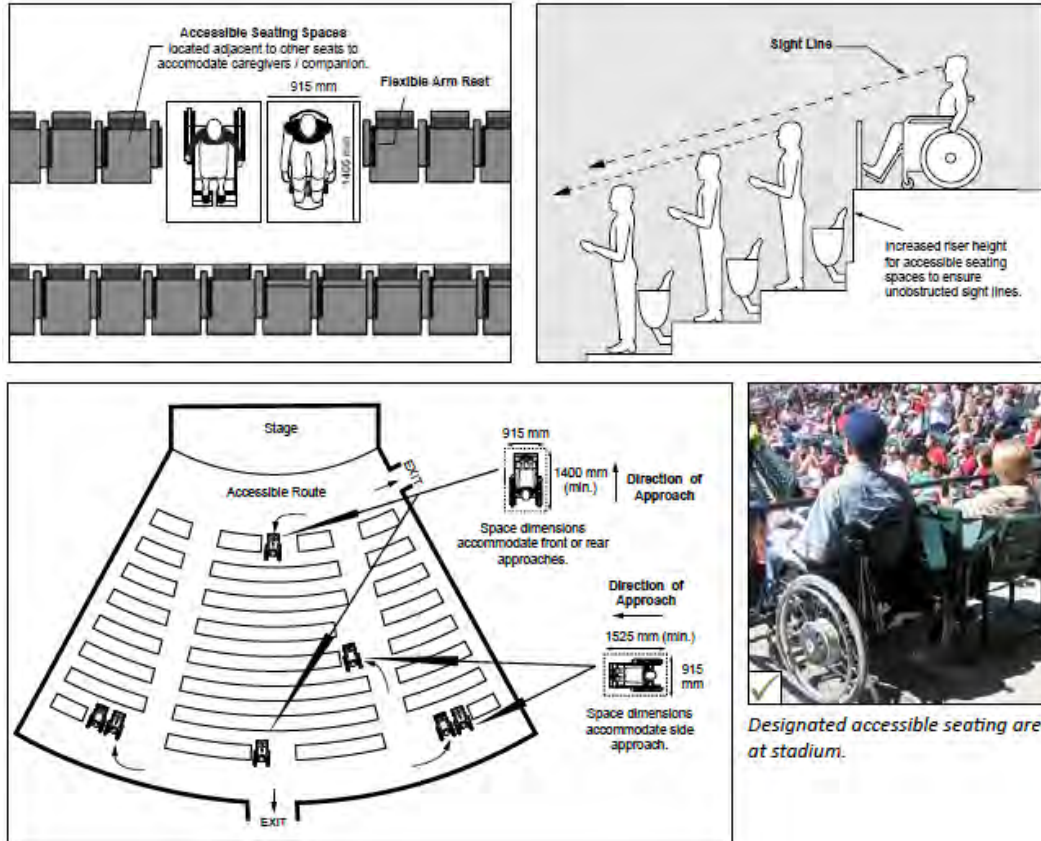 Accessible Seating Spaces
located adjacent to other seats to
accomodate caregivers / companion.
915 mm
Flexible Arm Rest
1400 mm
Sight Line
Increased riser height
for accessible seating
spaces to ensure
unobstructed sight lines.
Stage
EXIT
Accessible Route
915 mm
1400 mm
(min.)
Direction of
Approach
Space dimensions
accommodate front or rear
approaches.
Direction of
Approach
1525 mm (min.)
915
mm
Space dimensions
accommodate side
approach.
EXIT
Designated accessible seating are
at stadium.